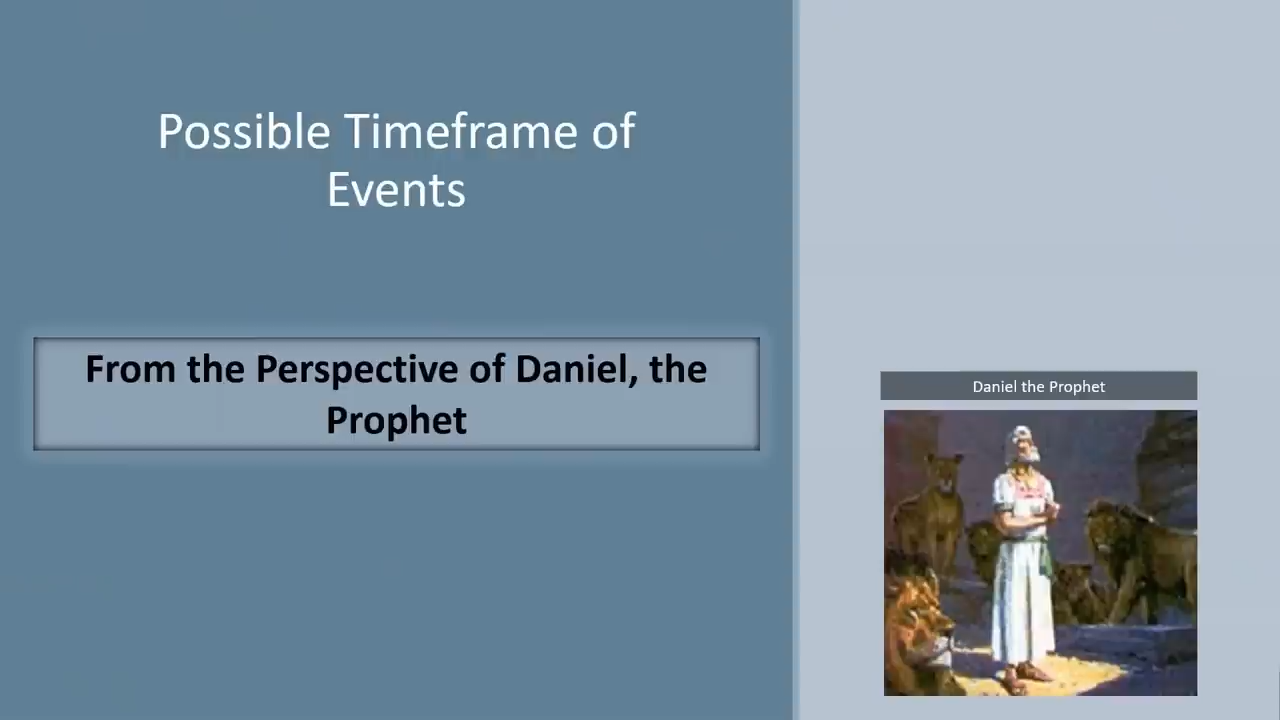 Possible Timeframe of
Events
From the Perspective of Daniel, the
Prophet
Daniel the Prophet